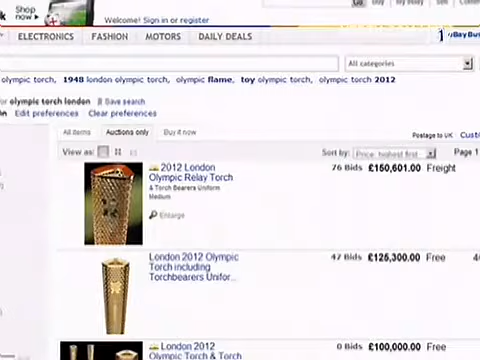 Shop
now
Welcome! Sign in or register
ELECTRONICS FASHION MOTORS DAILY DEALS
All categories
olympic torch, 1948 london olympic torch, olympic flame, toy olympic torch, olympic torch 2012
olympic torch london Save search
Edit preferences Clear preferences
All items Auctions only Buy it now
Postage to UK
View as: Sort by: Price: highest first Page 1
2012 London 76 Bids £150,601.00 Freight
Olympic Relay Torch
& Torch Bearers Uniform
Medium
Enlarge
London 2012 Olympic 47 Bids £125,300.00 Free
Torch including
Torchbearers Unifor...
London 2012 0 Bids £100,000.00 Free
Olympic Torch & Torch